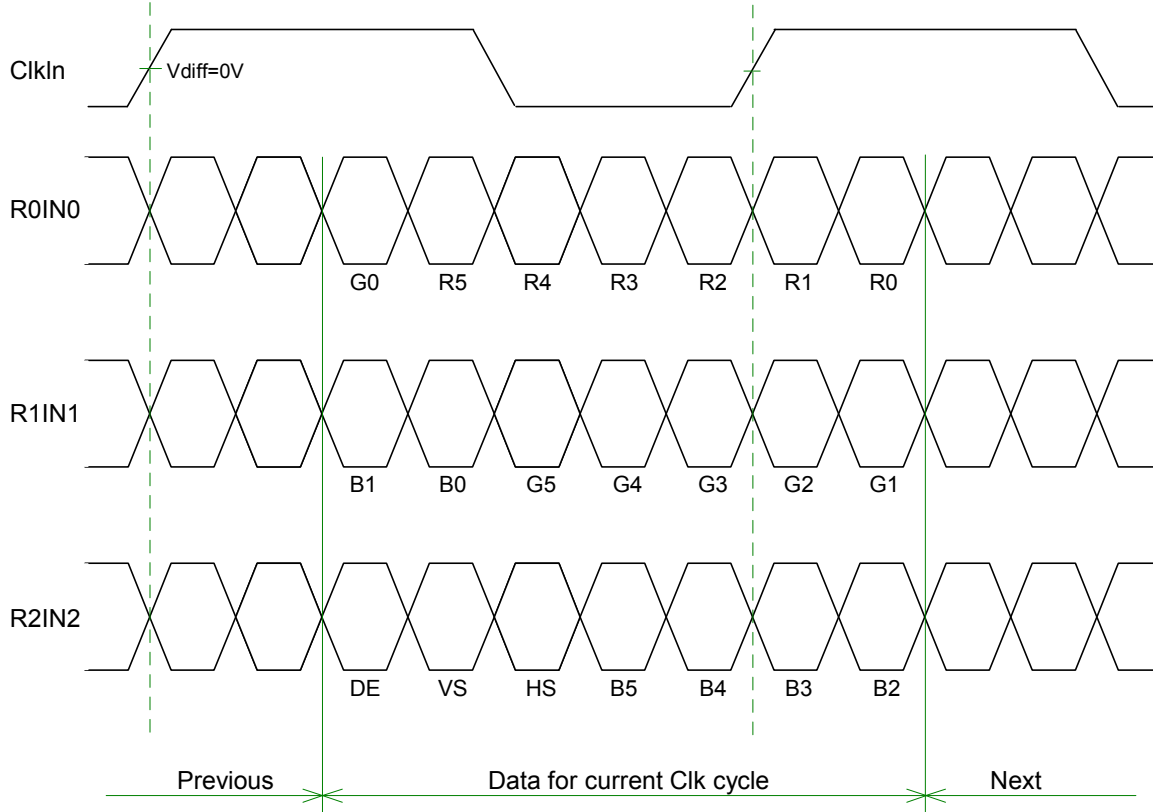 ClkIn
Vdiff=0V
R0IN0
G0 R5 R4 R3 R2 R1 R0
R1IN1
B1 B0 G5 G4 G3 G2 G1
R2IN2
DE VS HS B5 B4 B3 B2
Previous Data for current Clk cycle Next